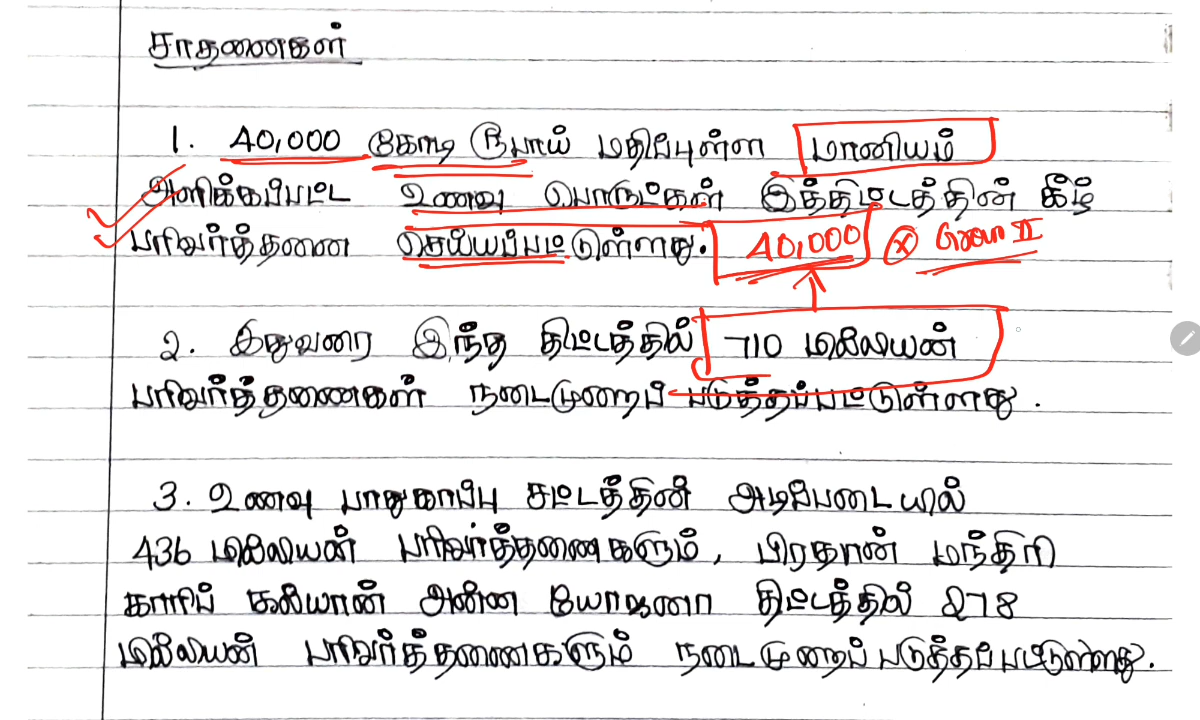 சாதனைகள்
1. 40,000 கோடி ரூபாய் மதிப்புள்ள மானியம்
அளிக்கப்பட்ட உணவு பொருட்கள் இத்திட்டத்தின் கீழ்
பரிவர்த்தனை செய்யப்பட்டுள்ளது. 40,000 Group II
2. இதுவரை இந்த திட்டத்தில் 710 மில்லியன்
பரிவர்த்தனைகள் நடைமுறைப் படுத்தப்பட்டுள்ளது.
3. உணவு பாதுகாப்பு சட்டத்தின் அடிப்படையில்
436 மில்லியன் பரிவர்த்தனைகளும், பிரதான் மந்திரி
காரிப் கல்யான் அன்ன யோஜனா திட்டத்தில் 278
மில்லியன் பரிவர்த்தனைகளும் நடைமுறைப் படுத்தப்பட்டுள்ளது.